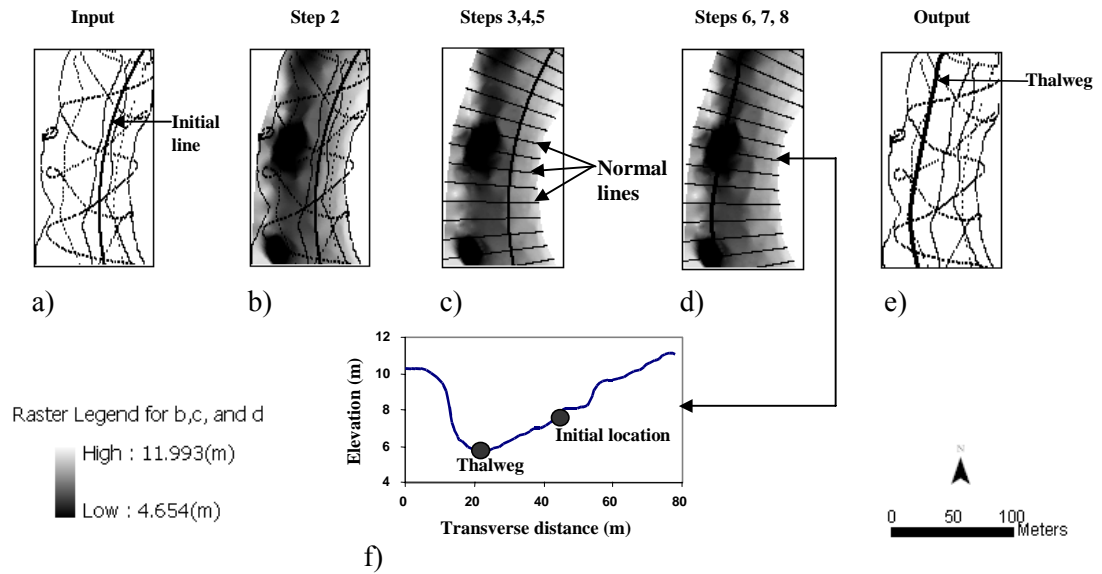 Input
Step 2
Steps 3,4,5
Steps 6, 7, 8
Output
Initial
line
Normal
lines
Thalweg
a)
b)
c)
d)
e)
Raster Legend for b,c, and d
High : 11.993(m)
Low : 4.654(m)
Elevation (m)
12
10
8
6
4
Initial location
Thalweg
0
20
40
60
80
Transverse distance (m)
f)
N
0
50
100
Meters